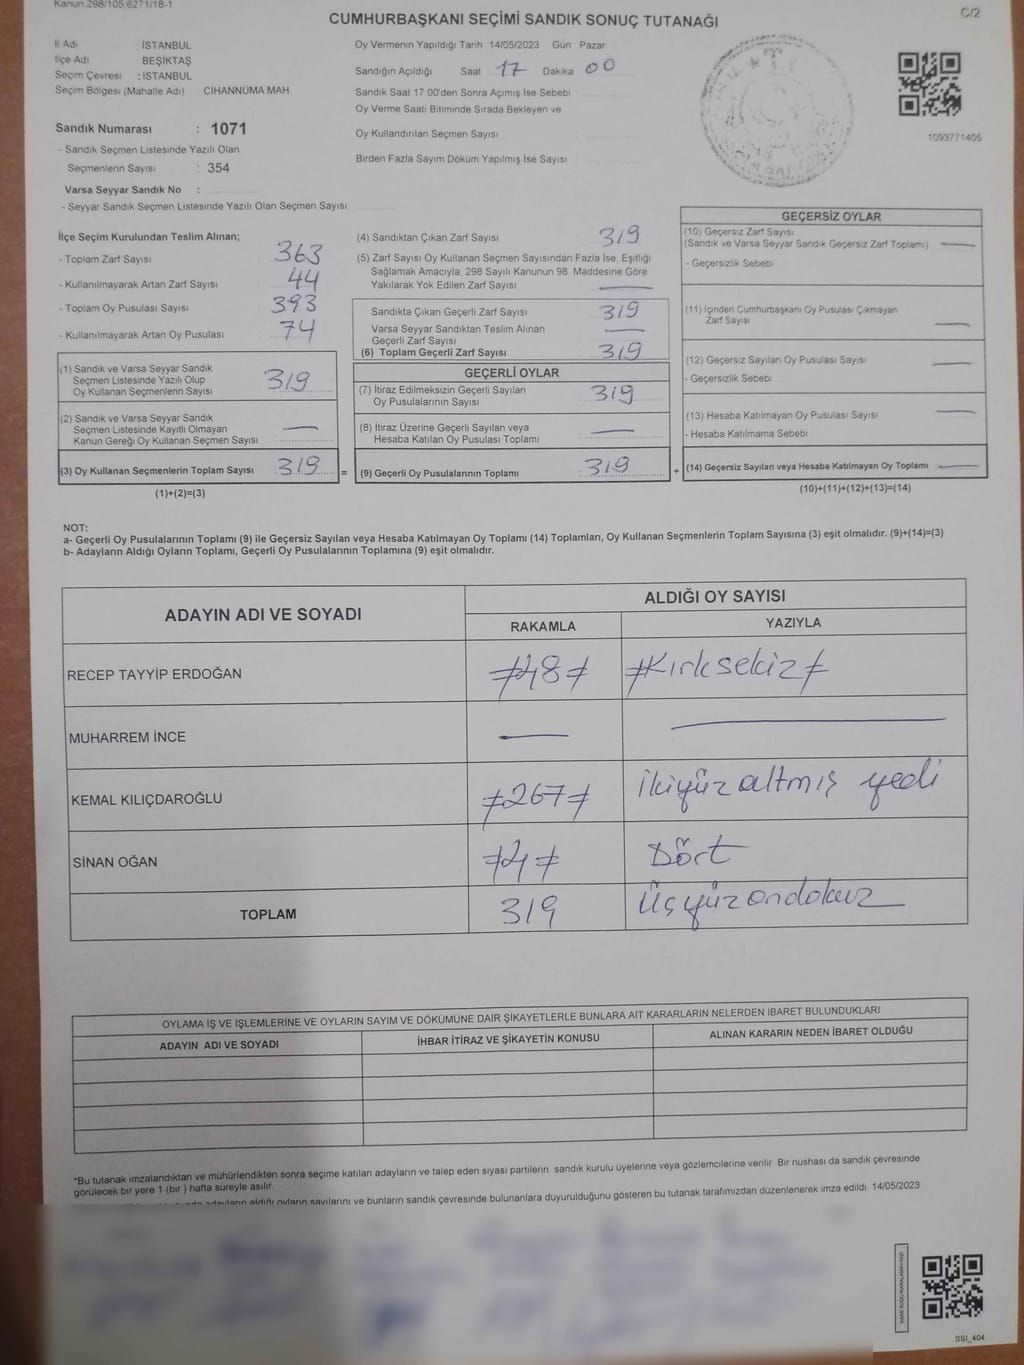 Kanun 298/105 6271/18-1
CUMHURBAŞKANI SEÇİMİ SANDIK SONUÇ TUTANAĞI
C/2
İl Adı : İSTANBUL
İlçe Adı : BEŞİKTAŞ
Seçim Çevresi : İSTANBUL
Seçim Bölgesi (Mahalle Adı) : CİHANNÜMA MAH.
Sandık Numarası : 1071
- Sandık Seçmen Listesinde Yazılı Olan
Seçmenlerin Sayısı : 354
Varsa Seyyar Sandık No :
- Seyyar Sandık Seçmen Listesinde Yazılı Olan Seçmen Sayısı
Oy Vermenin Yapıldığı Tarih 14/05/2023 Gün Pazar
Sandığın Açıldığı Saat 17 Dakika 00
Sandık Saat 17 00'den Sonra Açımış İse Sebebi
Oy Verme Saati Bitiminde Sırada Bekleyen ve
Oy Kullandırılan Seçmen Sayısı
Birden Fazla Sayım Döküm Yapılmış İse Sayısı
1093771405
İlçe Seçim Kurulundan Teslim Alınan;
- Toplam Zarf Sayısı : 363
- Kullanılmayarak Artan Zarf Sayısı : 44
- Toplam Oy Pusulası Sayısı : 393
- Kullanılmayarak Artan Oy Pusulası : 74
(1) Sandık ve Varsa Seyyar Sandık
Seçmen Listesinde Yazılı Olup
Oy Kullanan Seçmenlerin Sayısı 319
(2) Sandık ve Varsa Seyyar Sandık
Seçmen Listesinde Kayıtlı Olmayan
Kanun Gereği Oy Kullanan Seçmen Sayısı —
(3) Oy Kullanan Seçmenlerin Toplam Sayısı : 319 =
(1)+(2)=(3)
(4) Sandıktan Çıkan Zarf Sayısı 319
(5) Zarf Sayısı Oy Kullanan Seçmen Sayısından Fazla İse, Eşitliği
Sağlamak Amacıyla, 298 Sayılı Kanunun 98. Maddesine Göre
Yakılarak Yok Edilen Zarf Sayısı —
Sandıkta Çıkan Geçerli Zarf Sayısı 319
Varsa Seyyar Sandıktan Teslim Alınan
Geçerli Zarf Sayısı —
(6) Toplam Geçerli Zarf Sayısı 319
GEÇERLİ OYLAR
(7) İtiraz Edilmeksizin Geçerli Sayılan
Oy Pusulalarının Sayısı 319
(8) İtiraz Üzerine Geçerli Sayılan veya
Hesaba Katılan Oy Pusulası Toplamı —
(9) Geçerli Oy Pusulalarının Toplamı : 319 +
GEÇERSİZ OYLAR
(10) Geçersiz Zarf Sayısı
(Sandık ve Varsa Seyyar Sandık Geçersiz Zarf Toplamı) —
- Geçersizlik Sebebi
(11) İçinden Cumhurbaşkanı Oy Pusulası Çıkmayan
Zarf Sayısı —
(12) Geçersiz Sayılan Oy Pusulası Sayısı —
- Geçersizlik Sebebi
(13) Hesaba Katılmayan Oy Pusulası Sayısı —
- Hesaba Katılmama Sebebi
(14) Geçersiz Sayılan veya Hesaba Katılmayan Oy Toplamı —
(10)+(11)+(12)+(13)=(14)
NOT:
a- Geçerli Oy Pusulalarının Toplamı (9) ile Geçersiz Sayılan veya Hesaba Katılmayan Oy Toplamı (14) Toplamları, Oy Kullanan Seçmenlerin Toplam Sayısına (3) eşit olmalıdır. (9)+(14)=(3)
b- Adayların Aldığı Oyların Toplamı, Geçerli Oy Pusulalarının Toplamına (9) eşit olmalıdır.
ADAYIN ADI VE SOYADI
ALDIĞI OY SAYISI
RAKAMLA YAZIYLA
RECEP TAYYİP ERDOĞAN ≠48≠ ≠Kırksekiz≠
MUHARREM İNCE — —
KEMAL KILIÇDAROĞLU ≠267≠ İkiyüz altmış yedi
SİNAN OĞAN ≠4≠ Dört
TOPLAM 319 Üçyüzondokuz
OYLAMA İŞ VE İŞLEMLERİNE VE OYLARIN SAYIM VE DÖKÜMÜNE DAİR ŞİKAYETLERLE BUNLARA AİT KARARLARIN NELERDEN İBARET BULUNDUKLARI
ADAYIN ADI VE SOYADI İHBAR İTİRAZ VE ŞİKAYETİN KONUSU ALINAN KARARIN NEDEN İBARET OLDUĞU
*Bu tutanak imzalandıktan ve mühürlendikten sonra seçime katılan adayların ve talep eden siyasi partilerin sandık kurulu üyelerine veya gözlemcilerine verilir Bir nüshası da sandık çevresinde
görülecek bir yere 1 (bir) hafta süreyle asılır.
adayların aldığı oyların sayılarını ve bunların sandık çevresinde bulunanlara duyurulduğunu gösteren bu tutanak tarafımızdan düzenlenerek imza edildi. 14/05/2023
SSİ_404